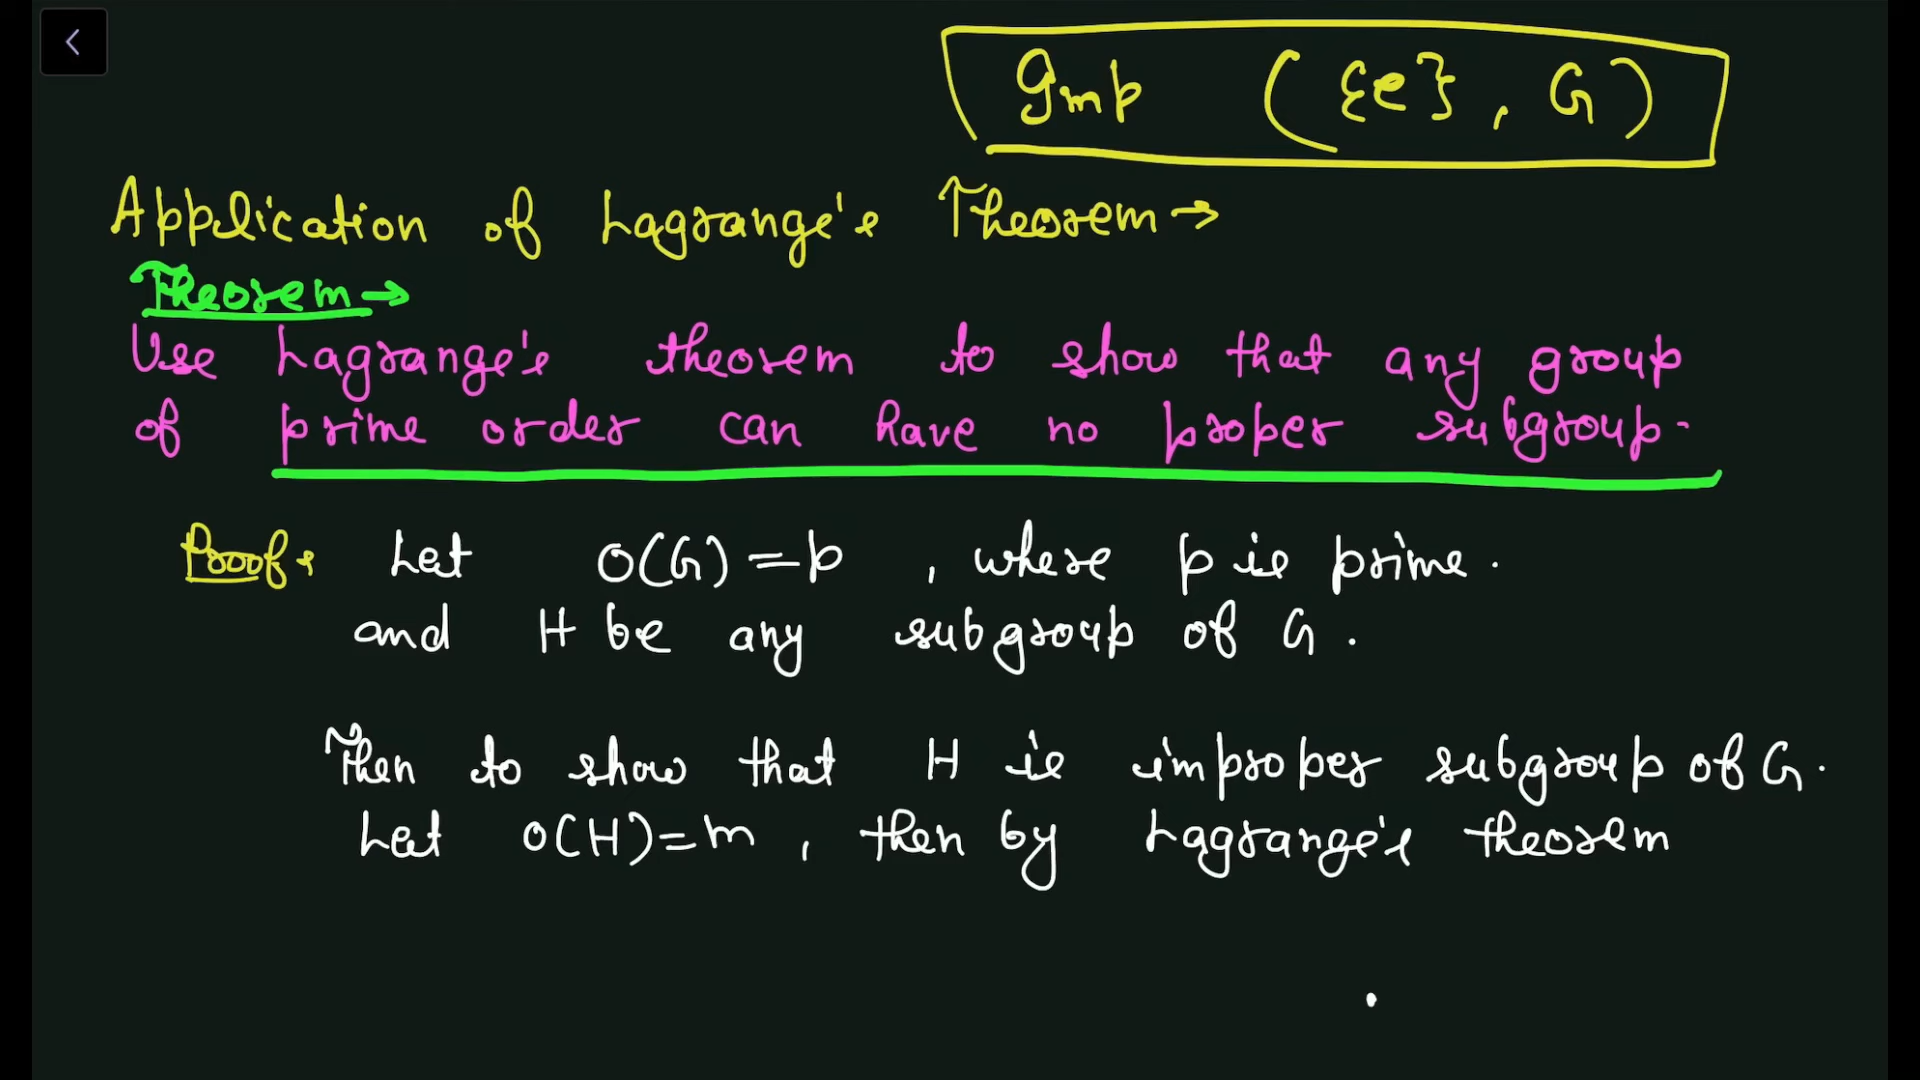 Imp ({e}, G)
Application of Lagrange's Theorem →
Theorem →
Use Lagrange's theorem to show that any group
of prime order can have no proper subgroup.
Proof: Let O(G) = p, where p is prime.
and H be any subgroup of G.
Then to show that H is improper subgroup of G.
Let O(H) = m, then by Lagrange's theorem